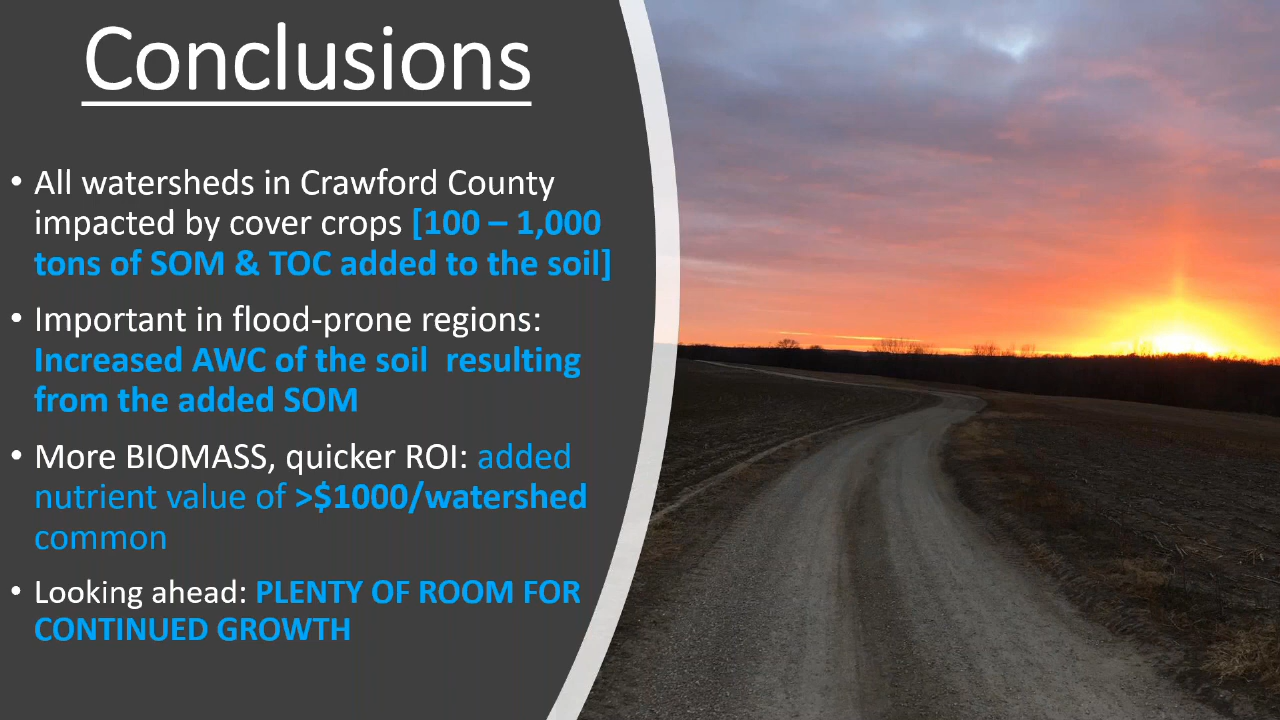 Conclusions
• All watersheds in Crawford County
impacted by cover crops [100 – 1,000
tons of SOM & TOC added to the soil]
• Important in flood-prone regions:
Increased AWC of the soil  resulting
from the added SOM
• More BIOMASS, quicker ROI: added
nutrient value of >$1000/watershed
common
• Looking ahead: PLENTY OF ROOM FOR
CONTINUED GROWTH